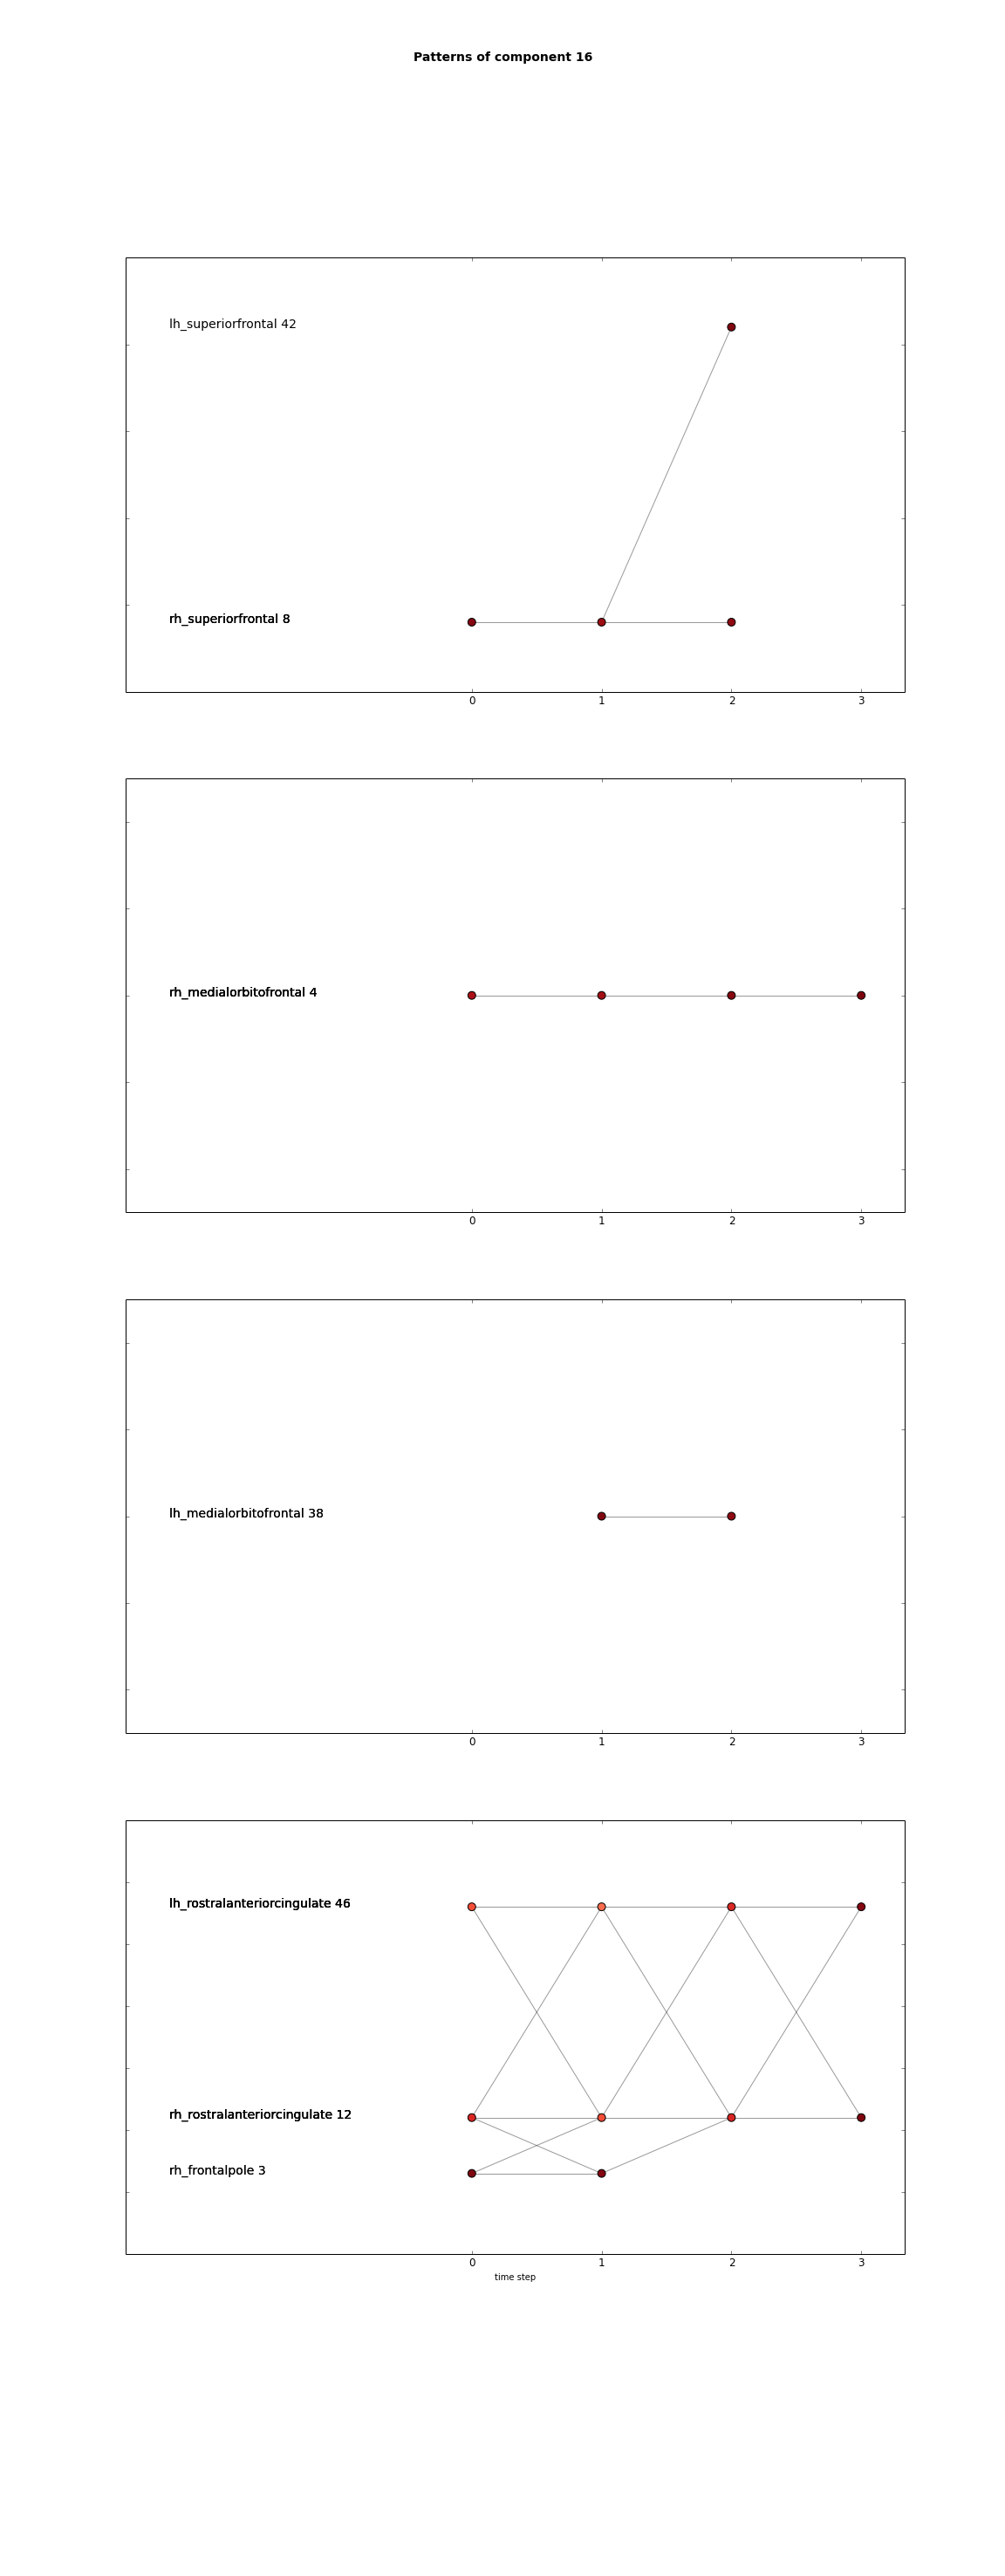 Patterns of component 16
lh_superiorfrontal 42
rh_superiorfrontal 8
0 1 2 3
rh_medialorbitofrontal 4
0 1 2 3
lh_medialorbitofrontal 38
0 1 2 3
lh_rostralanteriorcingulate 46
rh_rostralanteriorcingulate 12
rh_frontalpole 3
0 1 2 3
time step